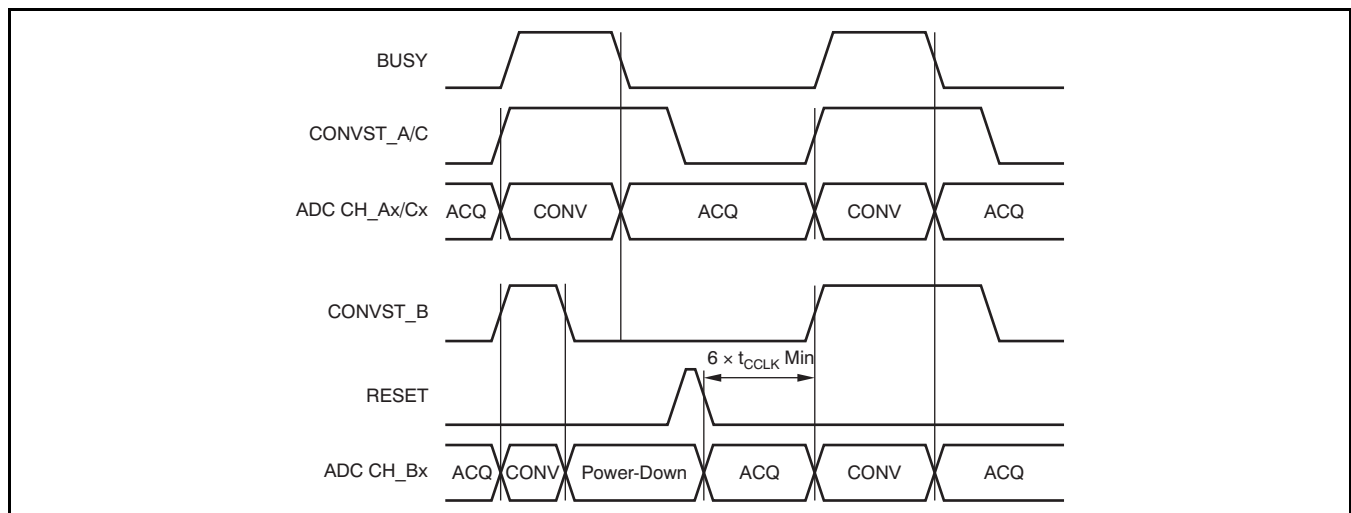 BUSY
CONVST_A/C
ADC CH_Ax/Cx ACQ CONV ACQ CONV ACQ
CONVST_B
6 × tCCLK Min
RESET
ADC CH_Bx ACQ CONV Power-Down ACQ CONV ACQ